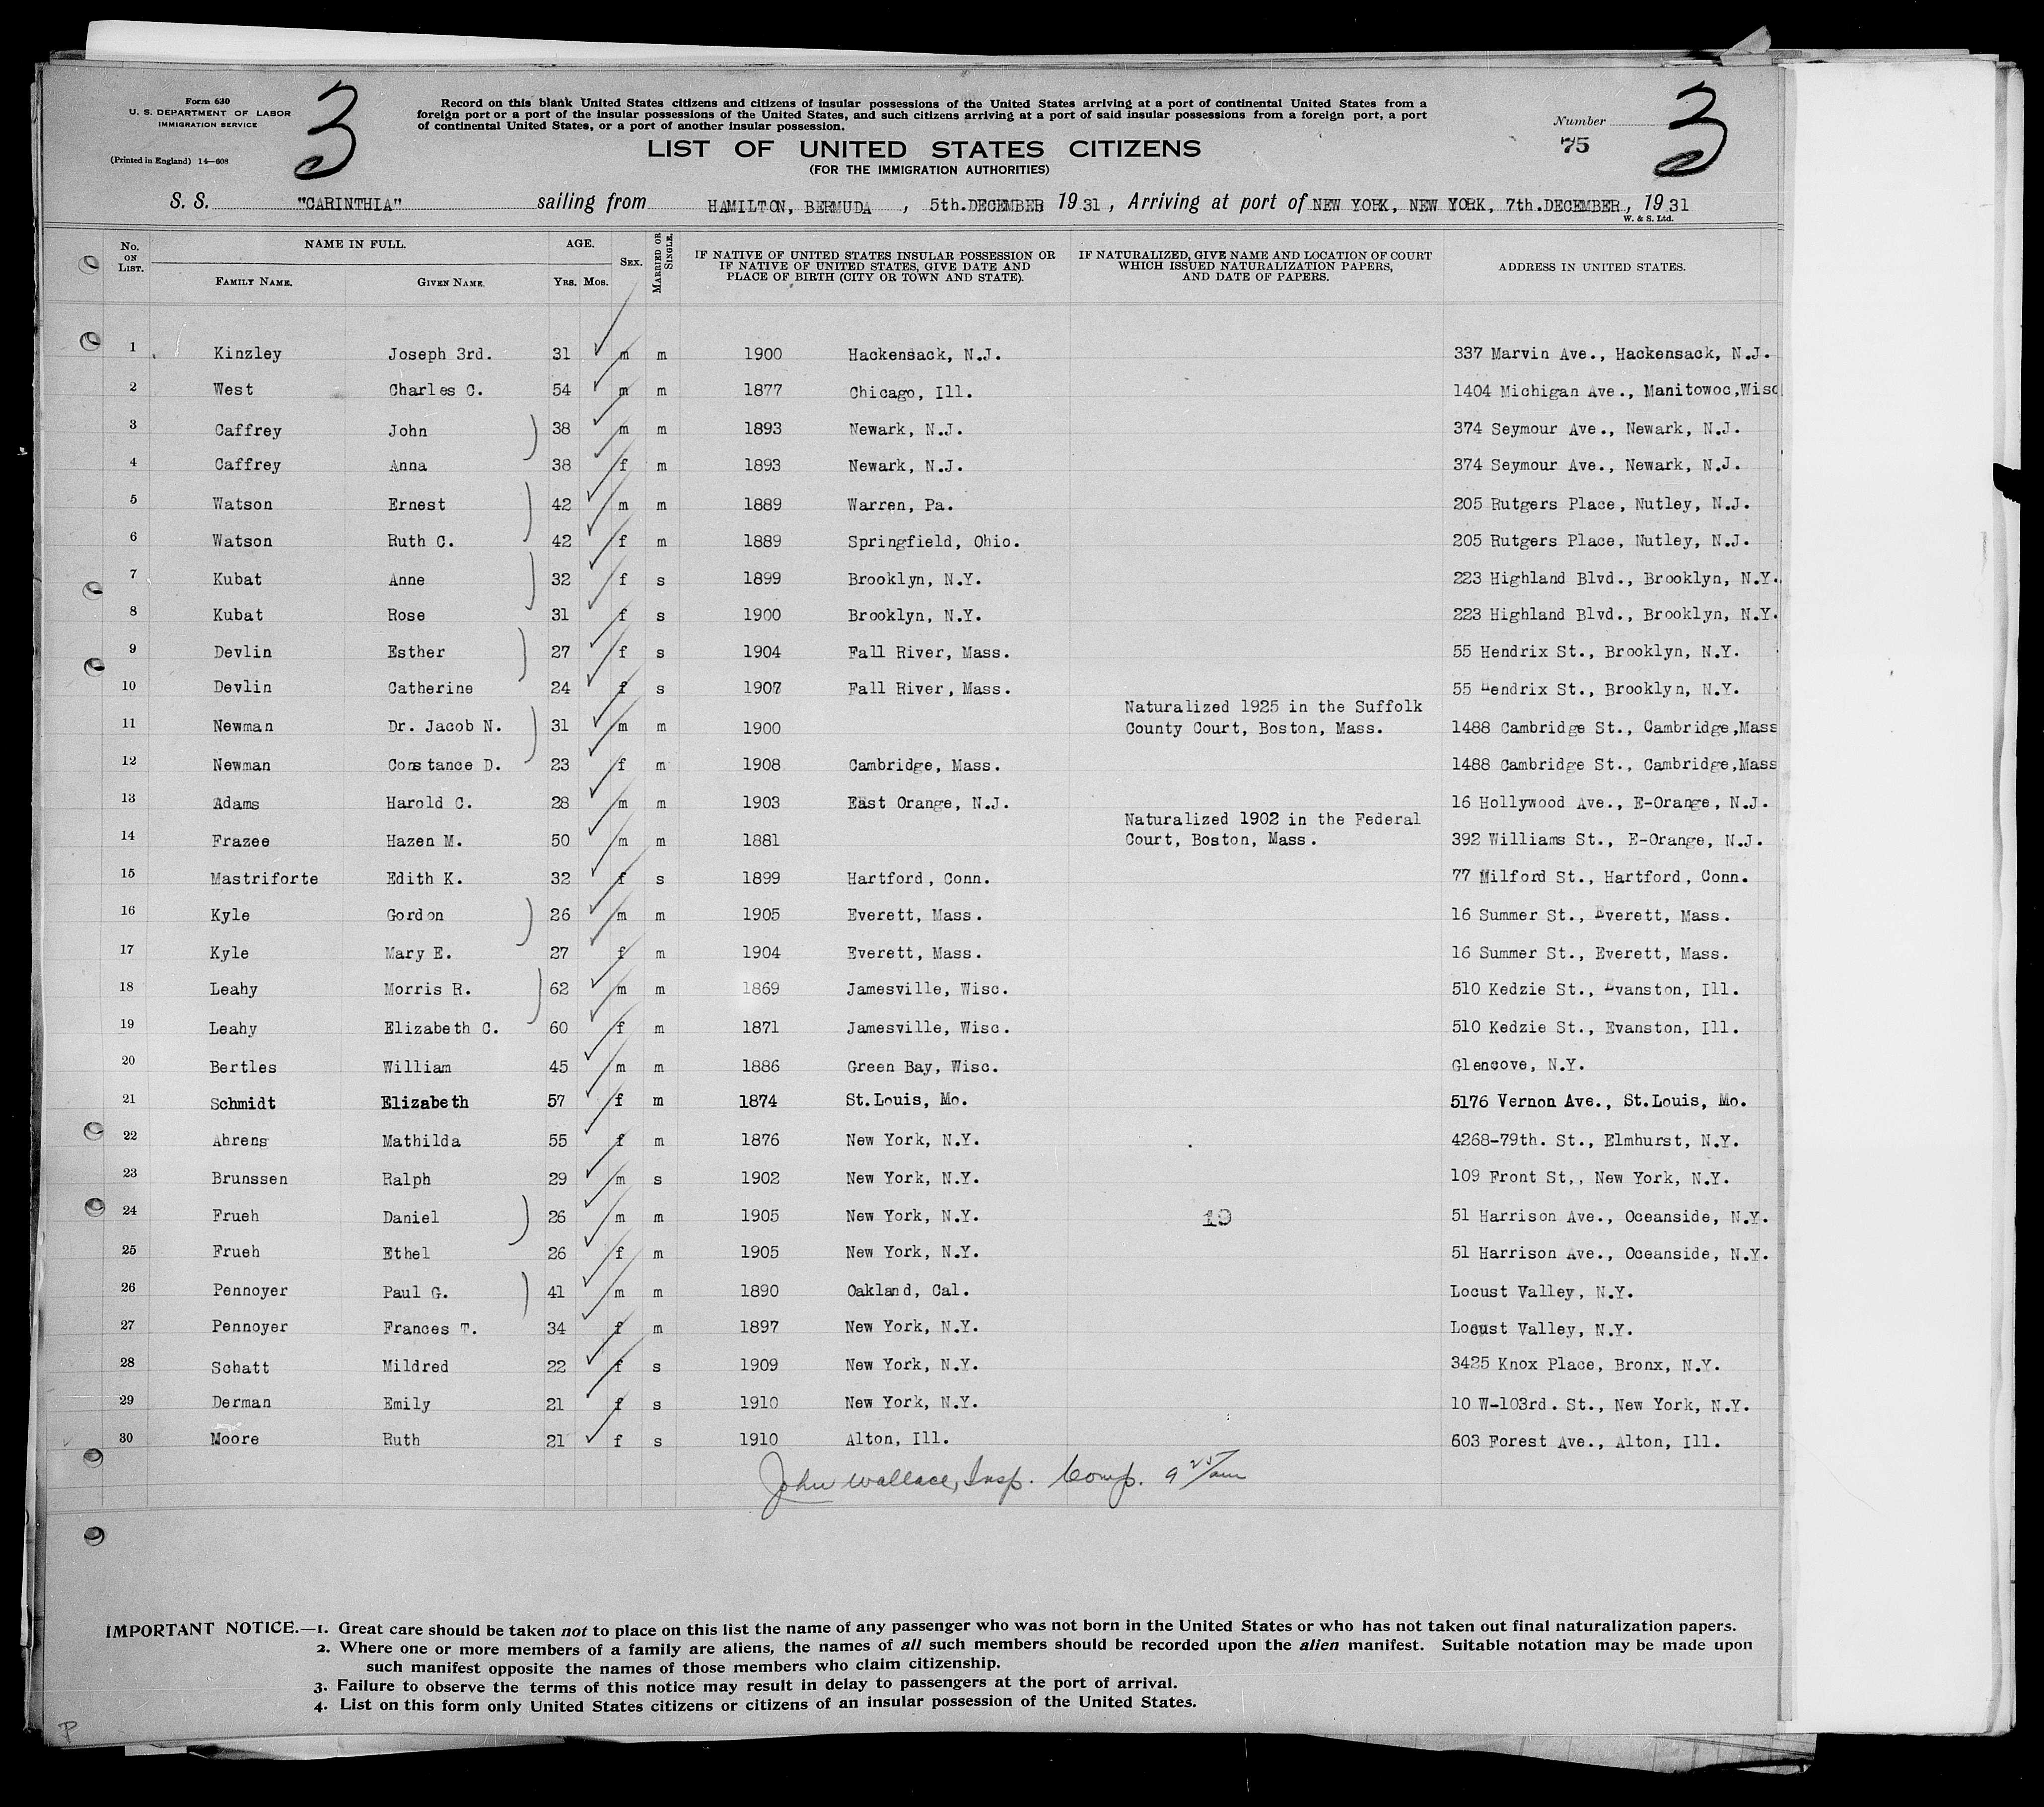 Form 630
U. S. DEPARTMENT OF LABOR
IMMIGRATION SERVICE
(Printed in England) 14—608
3
Record on this blank United States citizens and citizens of insular possessions of the United States arriving at a port of continental United States from a
foreign port or a port of the insular possessions of the United States, and such citizens arriving at a port of said insular possessions from a foreign port, a port
of continental United States, or a port of another insular possession.
LIST OF UNITED STATES CITIZENS
(FOR THE IMMIGRATION AUTHORITIES)
Number
75
3
S. S. "CARINTHIA" sailing from HAMILTON, BERMUDA, 5th.DECEMBER 1931, Arriving at port of NEW YORK, NEW YORK, 7th.DECEMBER, 1931
W. & S. Ltd.
No. ON LIST. NAME IN FULL. AGE. SEX. MARRIED OR SINGLE. IF NATIVE OF UNITED STATES INSULAR POSSESSION OR IF NATIVE OF UNITED STATES, GIVE DATE AND PLACE OF BIRTH (CITY OR TOWN AND STATE). IF NATURALIZED, GIVE NAME AND LOCATION OF COURT WHICH ISSUED NATURALIZATION PAPERS, AND DATE OF PAPERS. ADDRESS IN UNITED STATES.
FAMILY NAME. GIVEN NAME. YRS. MOS.
1 Kinzley Joseph 3rd. 31 m m 1900 Hackensack, N.J. 337 Marvin Ave., Hackensack, N.J.
2 West Charles C. 54 m m 1877 Chicago, Ill. 1404 Michigan Ave., Manitowoc,Wisc
3 Caffrey John 38 m m 1893 Newark, N.J. 374 Seymour Ave., Newark, N.J.
4 Caffrey Anna 38 f m 1893 Newark, N.J. 374 Seymour Ave., Newark, N.J.
5 Watson Ernest 42 m m 1889 Warren, Pa. 205 Rutgers Place, Nutley, N.J.
6 Watson Ruth C. 42 f m 1889 Springfield, Ohio. 205 Rutgers Place, Nutley, N.J.
7 Kubat Anne 32 f s 1899 Brooklyn, N.Y. 223 Highland Blvd., Brooklyn, N.Y.
8 Kubat Rose 31 f s 1900 Brooklyn, N.Y. 223 Highland Blvd., Brooklyn, N.Y.
9 Devlin Esther 27 f s 1904 Fall River, Mass. 55 Hendrix St., Brooklyn, N.Y.
10 Devlin Catherine 24 f s 1907 Fall River, Mass. 55 Hendrix St., Brooklyn, N.Y.
Naturalized 1925 in the Suffolk
11 Newman Dr. Jacob N. 31 m m 1900 County Court, Boston, Mass. 1488 Cambridge St., Cambridge,Mass
12 Newman Constance D. 23 f m 1908 Cambridge, Mass. 1488 Cambridge St., Cambridge,Mass
13 Adams Harold C. 28 m m 1903 East Orange, N.J. 16 Hollywood Ave., E-Orange, N.J.
Naturalized 1902 in the Federal
14 Frazee Hazen M. 50 m m 1881 Court, Boston, Mass. 392 Williams St., E-Orange, N.J.
15 Mastriforte Edith K. 32 f s 1899 Hartford, Conn. 77 Milford St., Hartford, Conn.
16 Kyle Gordon 26 m m 1905 Everett, Mass. 16 Summer St., Everett, Mass.
17 Kyle Mary E. 27 f m 1904 Everett, Mass. 16 Summer St., Everett, Mass.
18 Leahy Morris R. 62 m m 1869 Jamesville, Wisc. 510 Kedzie St., Evanston, Ill.
19 Leahy Elizabeth C. 60 f m 1871 Jamesville, Wisc. 510 Kedzie St., Evanston, Ill.
20 Bertles William 45 m m 1886 Green Bay, Wisc. Glencove, N.Y.
21 Schmidt Elizabeth 57 f m 1874 St.Louis, Mo. 5176 Vernon Ave., St.Louis, Mo.
22 Ahrens Mathilda 55 f m 1876 New York, N.Y. 4268-79th. St., Elmhurst, N.Y.
23 Brunssen Ralph 29 m s 1902 New York, N.Y. 109 Front St,, New York, N.Y.
24 Frueh Daniel 26 m m 1905 New York, N.Y. 19 51 Harrison Ave., Oceanside, N.Y.
25 Frueh Ethel 26 f m 1905 New York, N.Y. 51 Harrison Ave., Oceanside, N.Y.
26 Pennoyer Paul G. 41 m m 1890 Oakland, Cal. Locust Valley, N.Y.
27 Pennoyer Frances T. 34 f m 1897 New York, N.Y. Locust Valley, N.Y.
28 Schatt Mildred 22 f s 1909 New York, N.Y. 3425 Knox Place, Bronx, N.Y.
29 Derman Emily 21 f s 1910 New York, N.Y. 10 W-103rd. St., New York, N.Y.
30 Moore Ruth 21 f s 1910 Alton, Ill. 603 Forest Ave., Alton, Ill.
John Wallace, Insp. Comp. 9 25/am
IMPORTANT NOTICE.—1. Great care should be taken not to place on this list the name of any passenger who was not born in the United States or who has not taken out final naturalization papers.
2. Where one or more members of a family are aliens, the names of all such members should be recorded upon the alien manifest. Suitable notation may be made upon
such manifest opposite the names of those members who claim citizenship.
3. Failure to observe the terms of this notice may result in delay to passengers at the port of arrival.
4. List on this form only United States citizens or citizens of an insular possession of the United States.
P